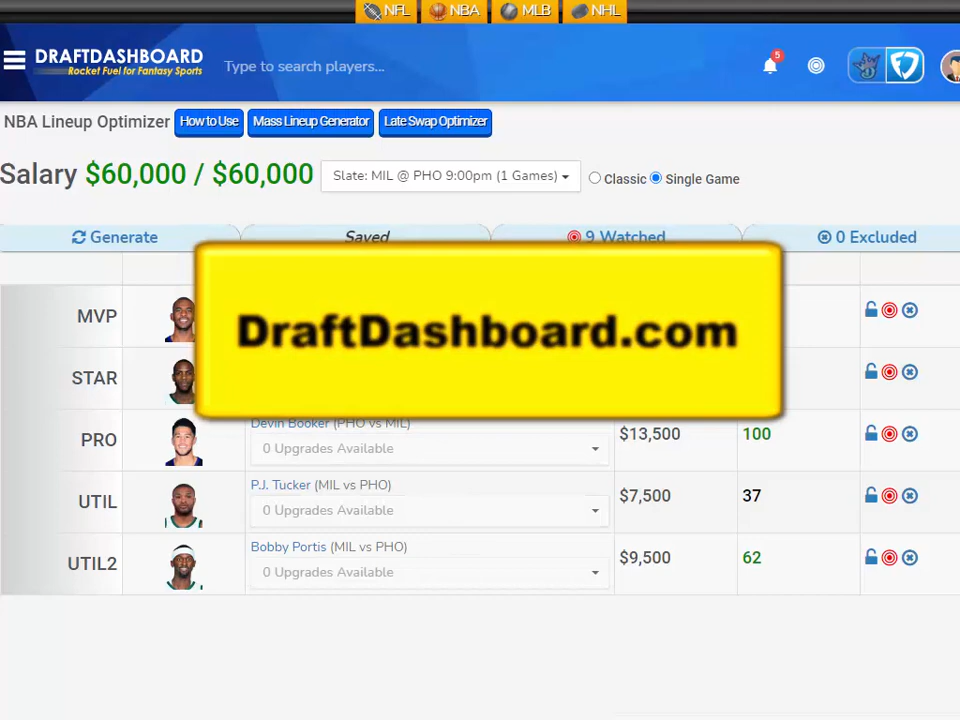 NFL NBA MLB NHL
DRAFTDASHBOARD
Rocket Fuel for Fantasy Sports
Type to search players...
5
NBA Lineup Optimizer How to Use Mass Lineup Generator Late Swap Optimizer
Salary $60,000 / $60,000 Slate: MIL @ PHO 9:00pm (1 Games) Classic Single Game
Generate Saved 9 Watched 0 Excluded
DraftDashboard.com
MVP
STAR
PRO Devin Booker (PHO vs MIL) $13,500 100
0 Upgrades Available
UTIL P.J. Tucker (MIL vs PHO) $7,500 37
0 Upgrades Available
UTIL2 Bobby Portis (MIL vs PHO) $9,500 62
0 Upgrades Available